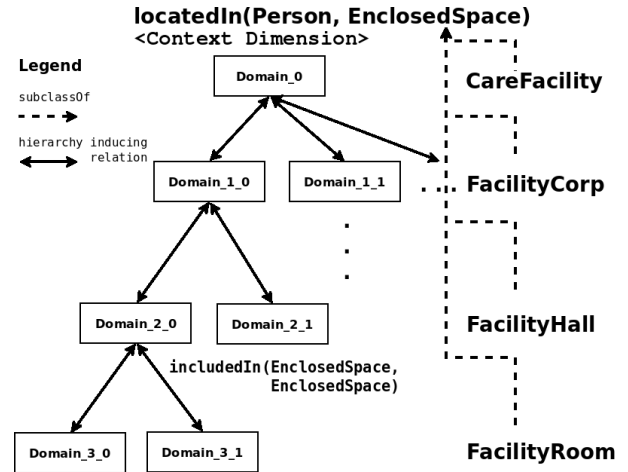 locatedIn(Person, EnclosedSpace)
<Context Dimension>
Legend
subclassOf
hierarchy inducing
relation
Domain_0
CareFacility
Domain_1_0
Domain_1_1
. . .
FacilityCorp
.
.
.
Domain_2_0
Domain_2_1
FacilityHall
includedIn(EnclosedSpace,
EnclosedSpace)
Domain_3_0
Domain_3_1
FacilityRoom